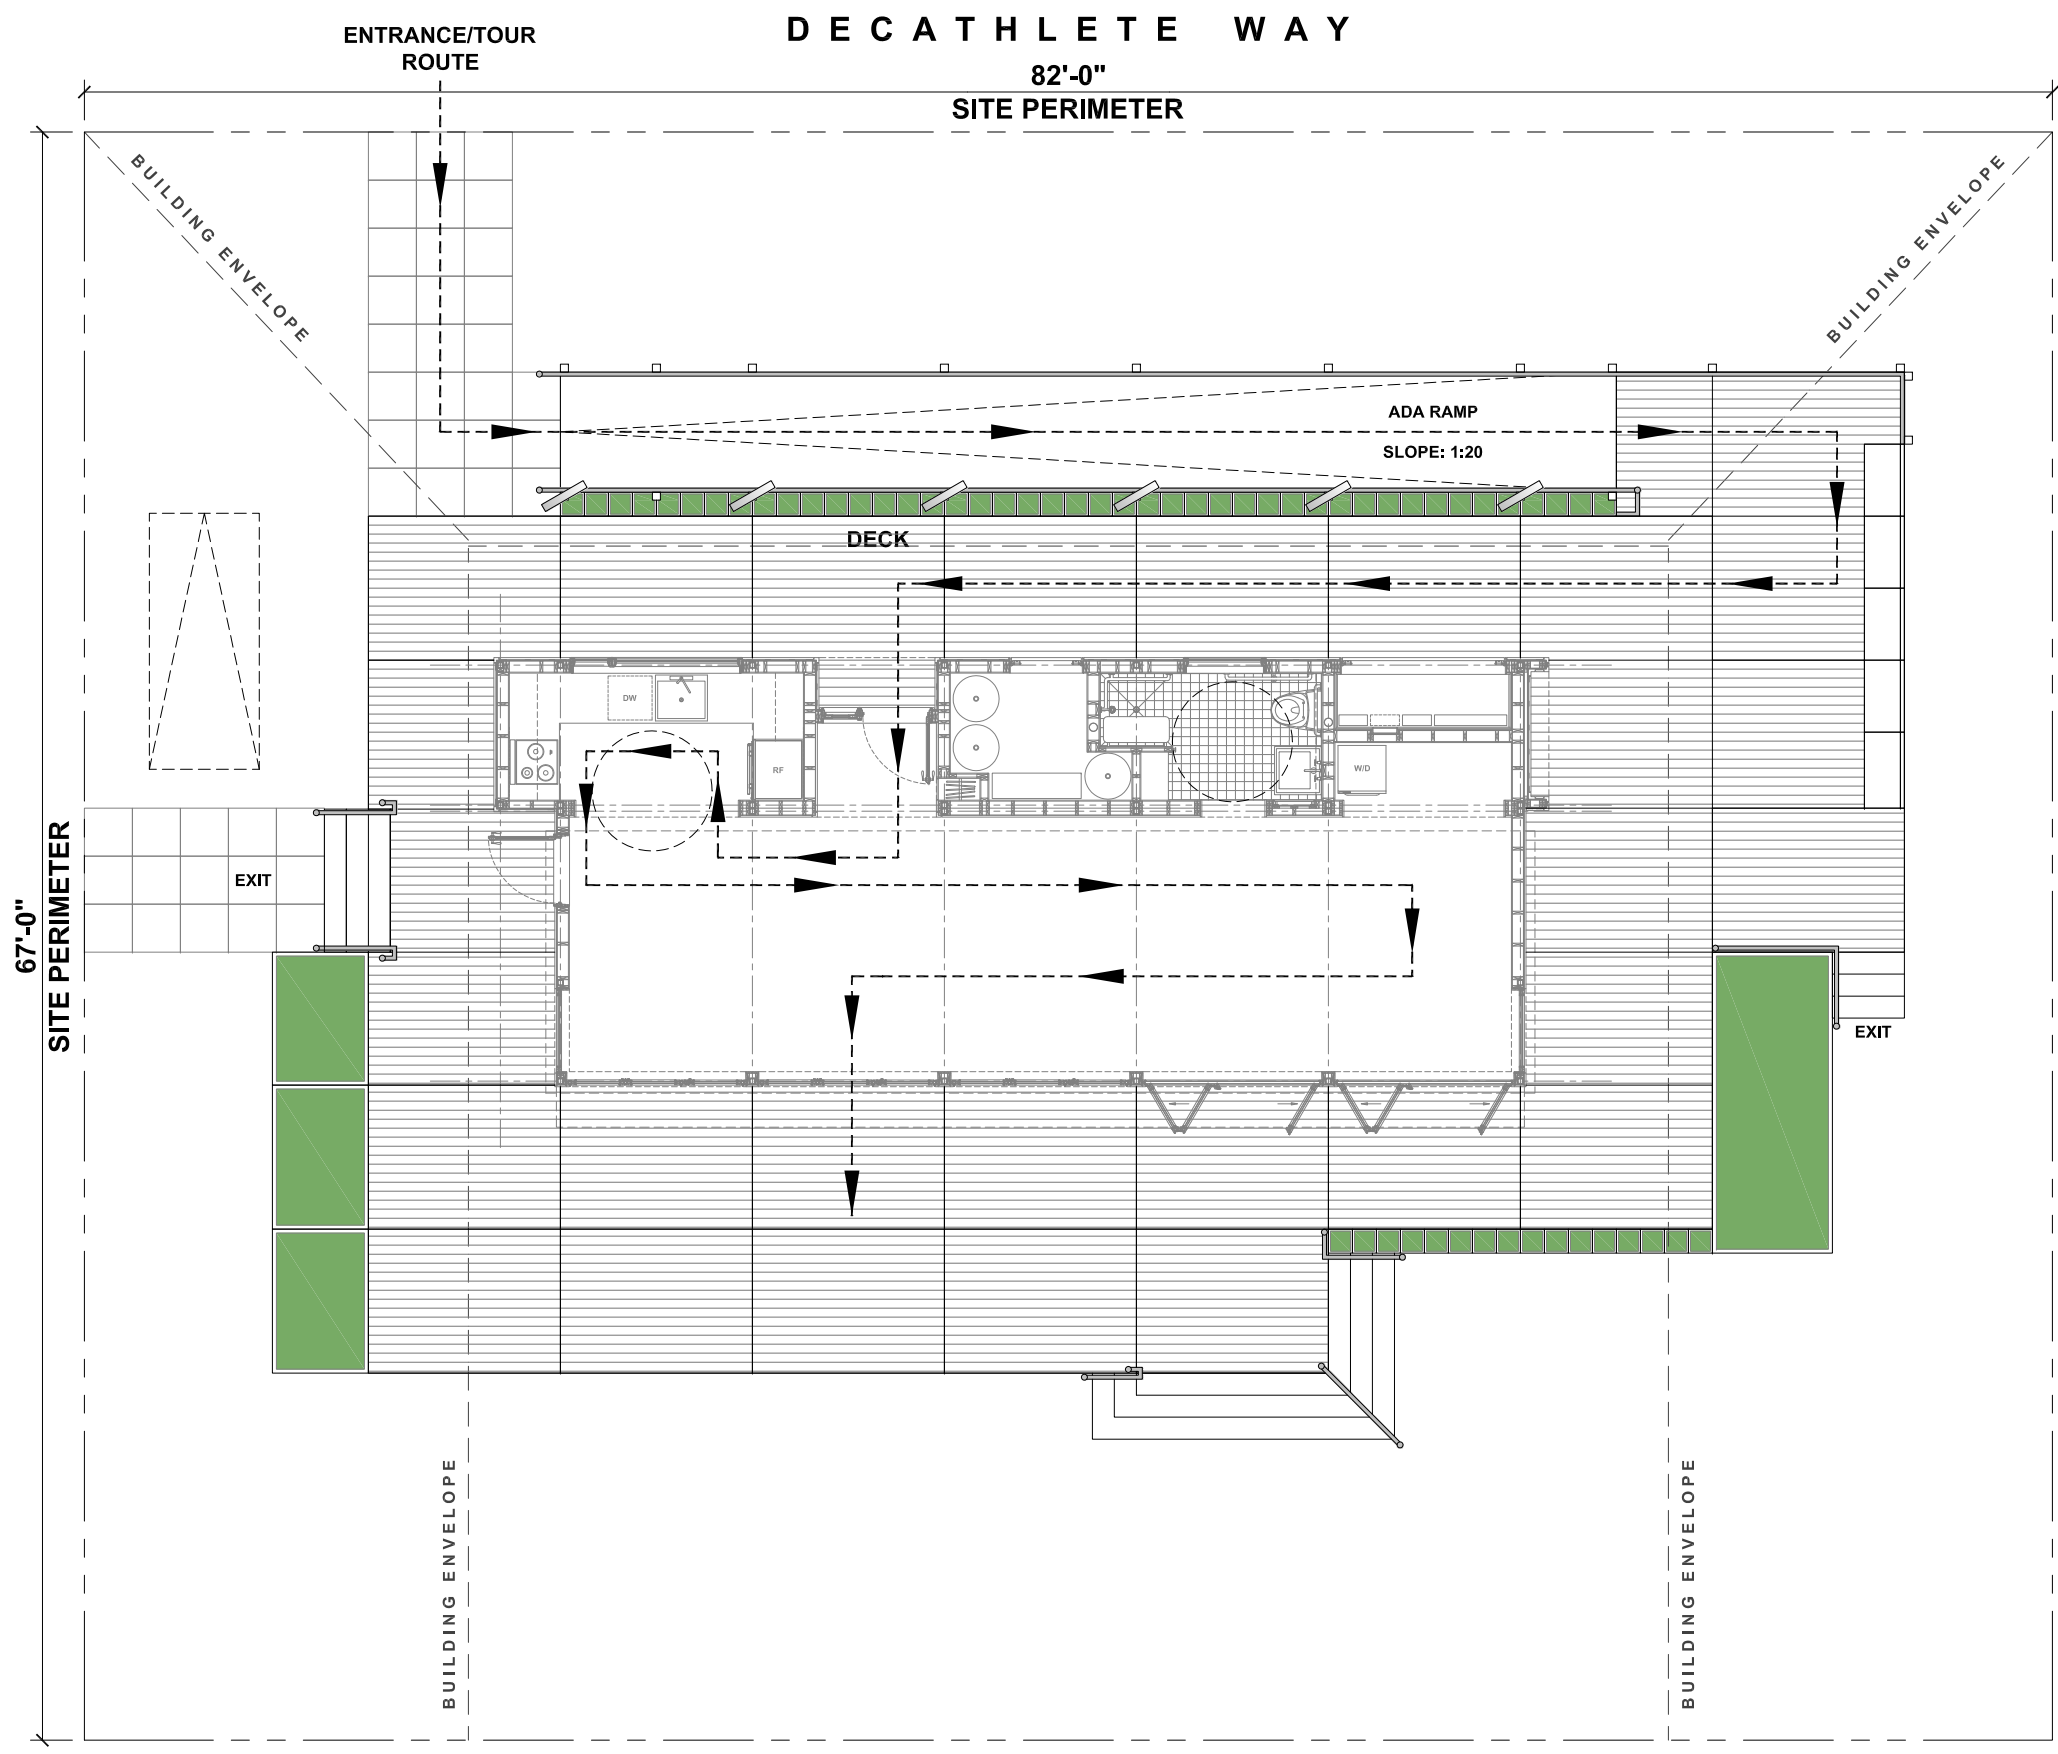 DECATHLETE WAY
ENTRANCE/TOUR
ROUTE
82'-0"
SITE PERIMETER
BUILDING ENVELOPE
BUILDING ENVELOPE
ADA RAMP
SLOPE: 1:20
DECK
DW
RF
W/D
EXIT
67'-0"
SITE PERIMETER
EXIT
BUILDING ENVELOPE
BUILDING ENVELOPE